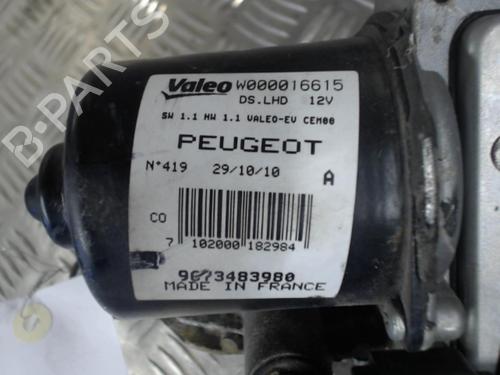 Valeo W000016615
DS.LHD 12V
SW 1.1 HW 1.1 VALEO-EV CEM00
PEUGEOT
N°419 29/10/10 A
CO
7 102000 182984
9673483980
MADE IN FRANCE
B-Parts